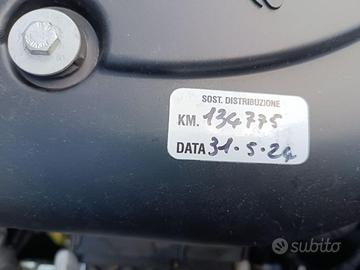 SOST. DISTRIBUZIONE
KM. 134775
DATA 31.5.24
subito